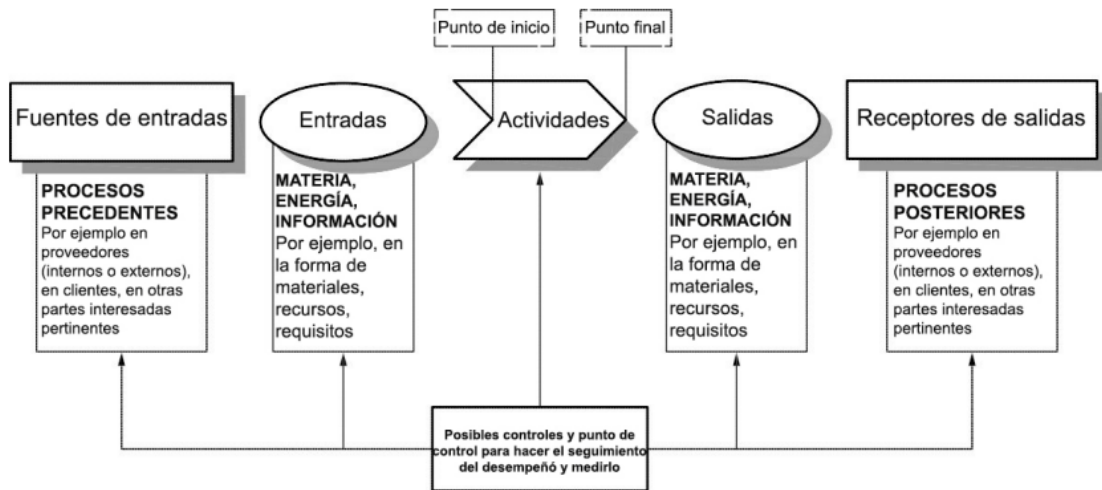 Punto de inicio
Punto final
Fuentes de entradas
Entradas
Actividades
Salidas
Receptores de salidas
PROCESOS
PRECEDENTES
Por ejemplo en
proveedores
(internos o externos),
en clientes, en otras
partes interesadas
pertinentes
MATERIA,
ENERGÍA,
INFORMACIÓN
Por ejemplo, en
la forma de
materiales,
recursos,
requisitos
MATERIA,
ENERGÍA,
INFORMACIÓN
Por ejemplo, en
la forma de
materiales,
recursos,
requisitos
PROCESOS
POSTERIORES
Por ejemplo en
proveedores
(internos o externos),
en clientes, en otras
partes interesadas
pertinentes
Posibles controles y punto de
control para hacer el seguimiento
del desempeñó y medirlo